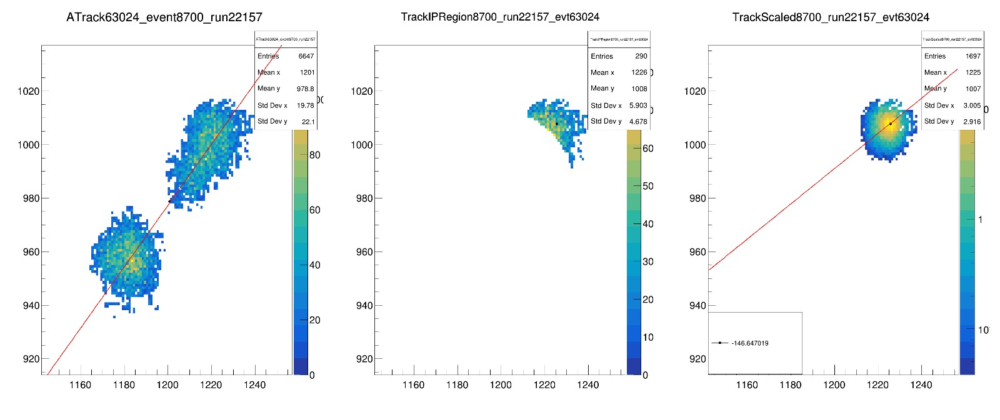 ATrack63024_event8700_run22157
ATrack63024_event8700_run22157
Entries 6647
Mean x 1201
Mean y 978.8
Std Dev x 19.78
Std Dev y 22.1
1020
1000
980
960
940
920
1160 1180 1200 1220 1240
80
60
40
20
0
TrackIPRegion8700_run22157_evt63024
TrackIPRegion8700_run22157_evt63024
Entries 290
Mean x 1226
Mean y 1008
Std Dev x 5.903
Std Dev y 4.678
1020
1000
980
960
940
920
1160 1180 1200 1220 1240
60
50
40
30
20
10
0
TrackScaled8700_run22157_evt63024
TrackScaled8700_run22157_evt63024
Entries 1697
Mean x 1225
Mean y 1007
Std Dev x 3.005
Std Dev y 2.916
1020
1000
980
960
940
920
1160 1180 1200 1220 1240
1
10
-146.647019